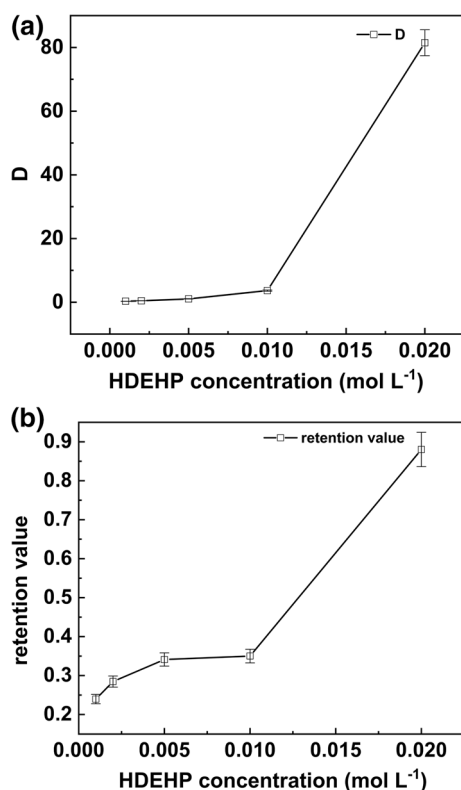 (a)
D
80
60
40
20
0
D
0.000 0.005 0.010 0.015 0.020
HDEHP concentration (mol L⁻¹)
(b)
retention value
0.9
0.8
0.7
0.6
0.5
0.4
0.3
0.2
retention value
0.000 0.005 0.010 0.015 0.020
HDEHP concentration (mol L⁻¹)